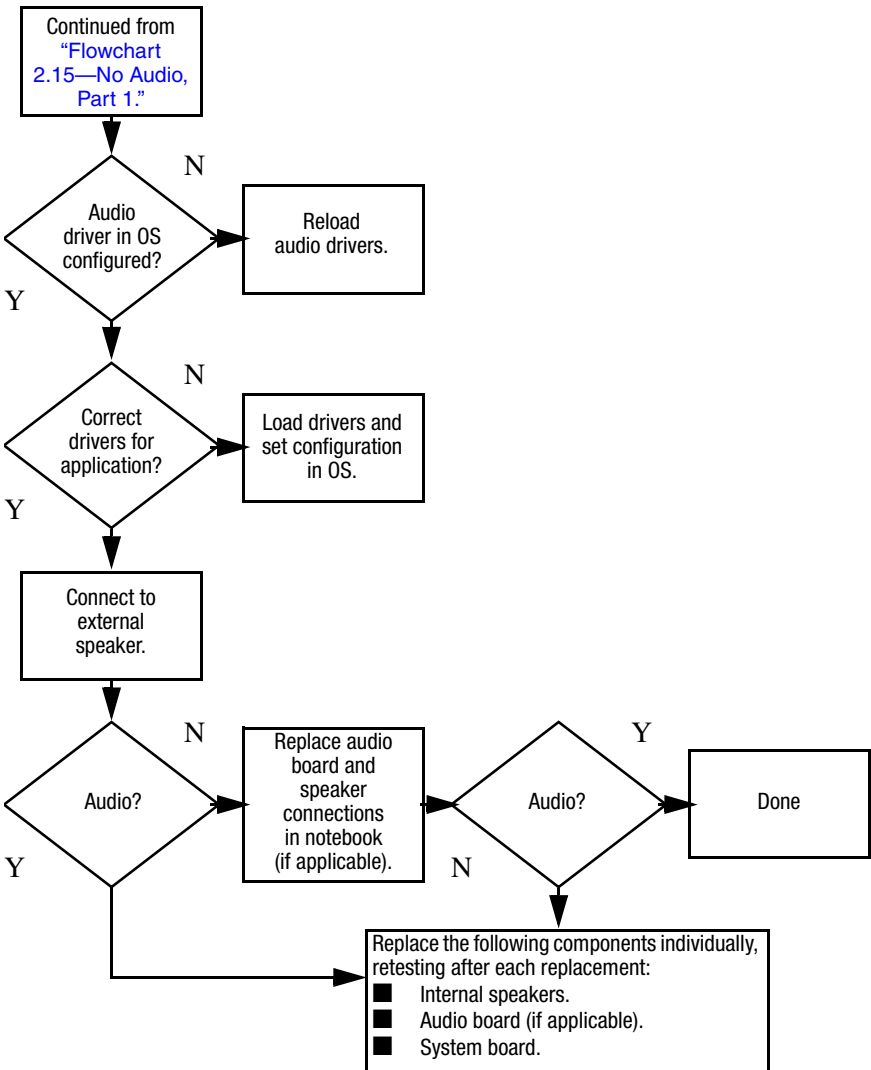 Continued from
“Flowchart
2.15—No Audio,
Part 1.”
N
Audio
driver in OS
configured?
Reload
audio drivers.
Y
N
Correct
drivers for
application?
Load drivers and
set configuration
in OS.
Y
Connect to
external
speaker.
N
Audio?
Replace audio
board and
speaker
connections
in notebook
(if applicable).
Y
Audio?
Done
Y
N
Replace the following components individually,
retesting after each replacement:
■ Internal speakers.
■ Audio board (if applicable).
■ System board.